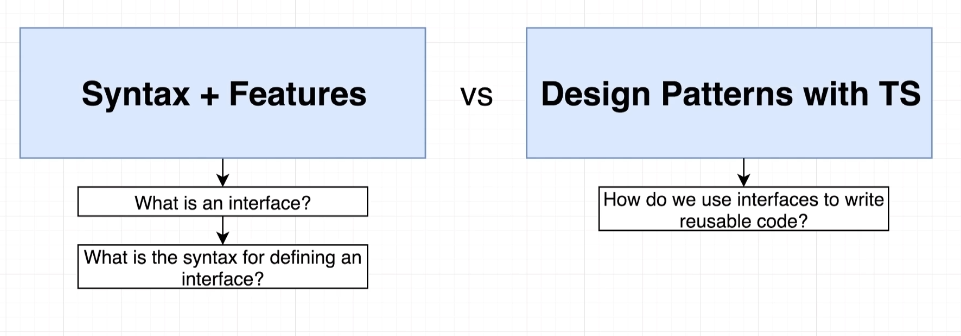 Syntax + Features
vs
Design Patterns with TS
What is an interface?
What is the syntax for defining an
interface?
How do we use interfaces to write
reusable code?